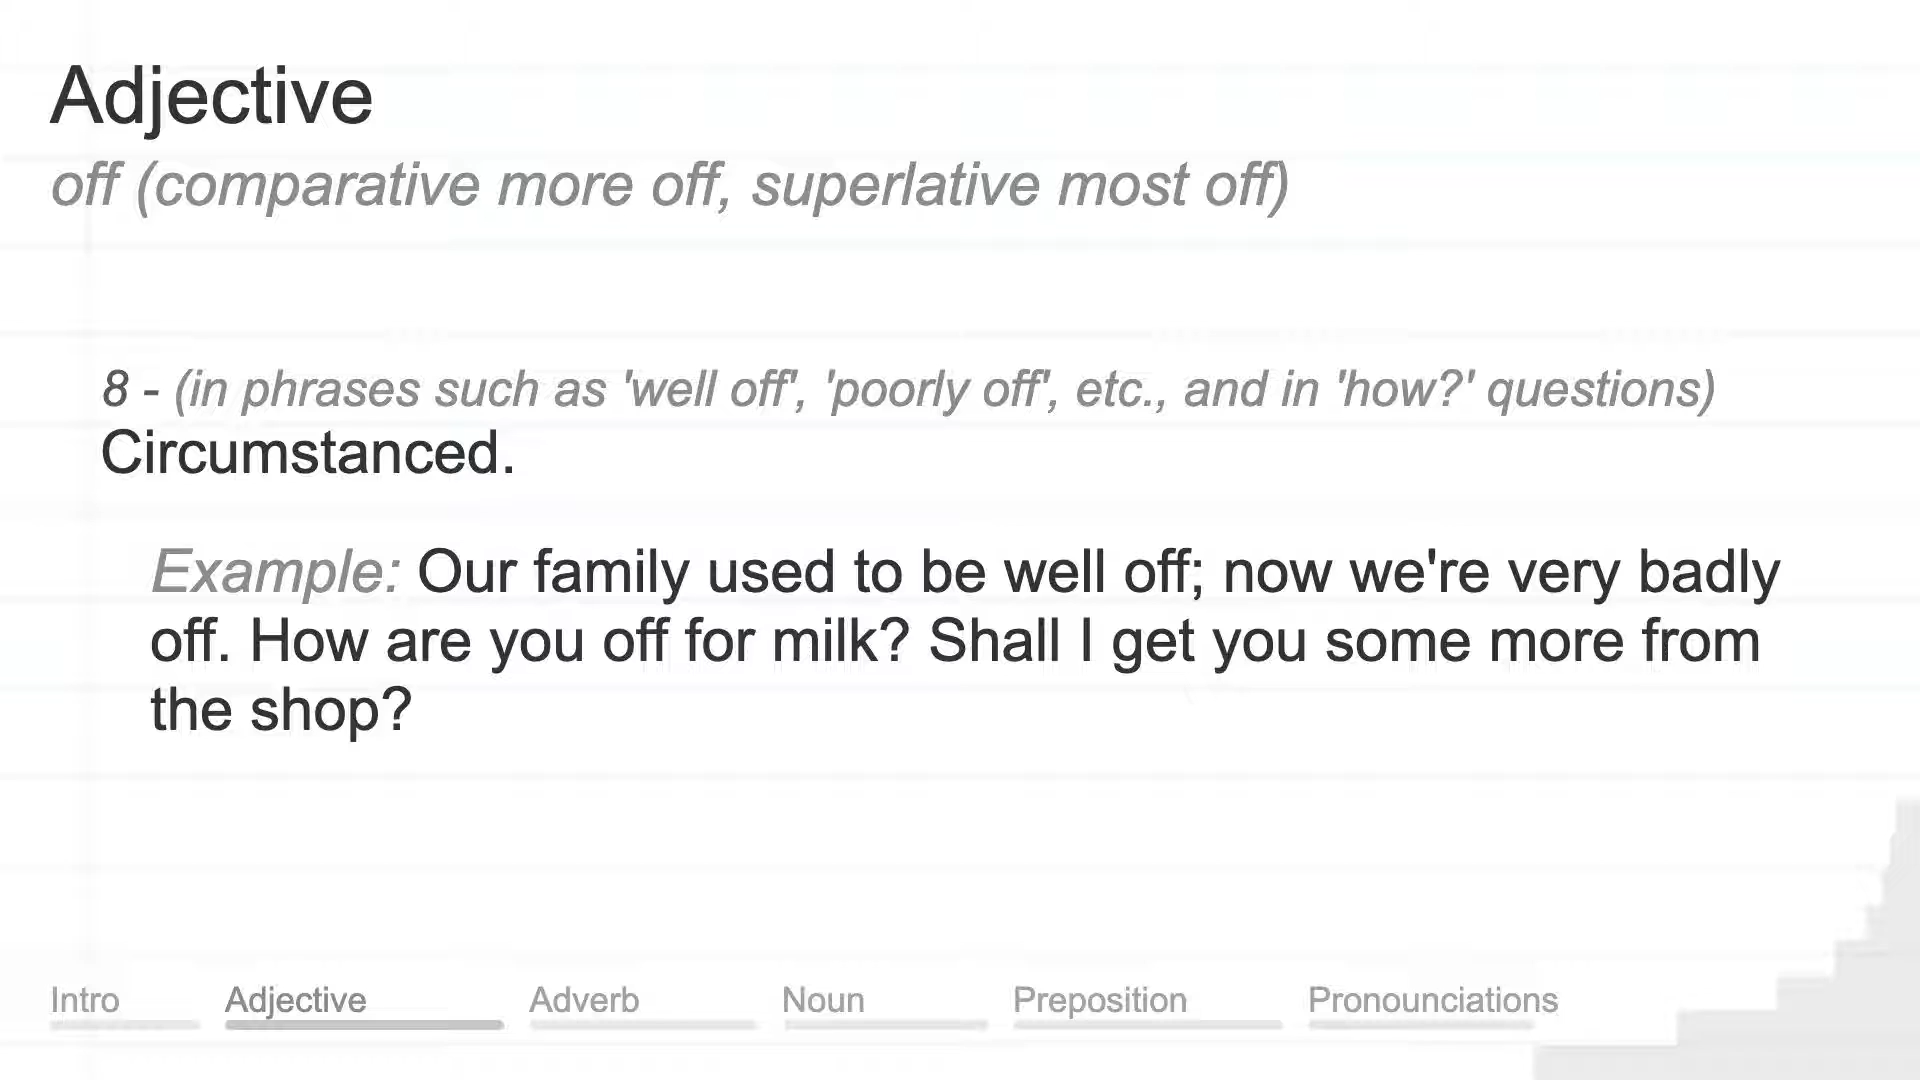 Adjective
off (comparative more off, superlative most off)
8 - (in phrases such as 'well off', 'poorly off', etc., and in 'how?' questions)
Circumstanced.
Example: Our family used to be well off; now we're very badly
off. How are you off for milk? Shall I get you some more from
the shop?
Intro Adjective Adverb Noun Preposition Pronounciations